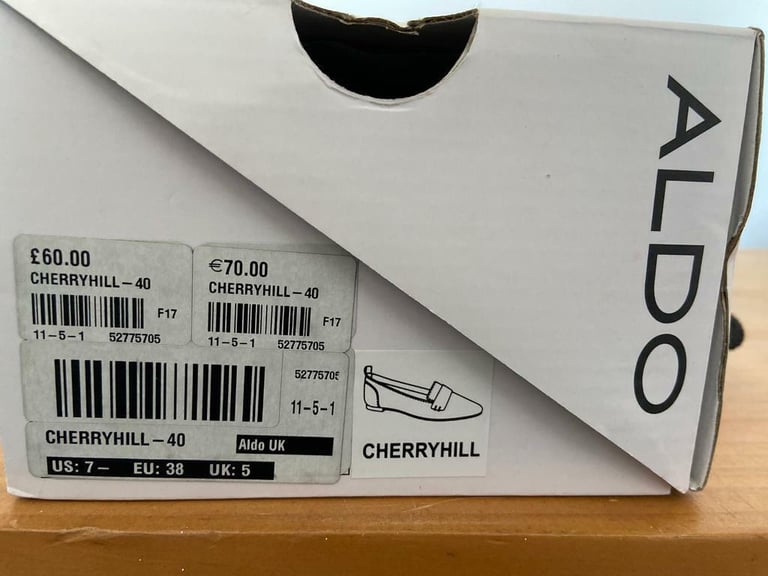 ALDO
£60.00
CHERRYHILL–40
F17
11–5–1 52775705
€70.00
CHERRYHILL–40
F17
11–5–1 52775705
52775705
11–5–1
CHERRYHILL–40
Aldo UK
US: 7– EU: 38 UK: 5
CHERRYHILL